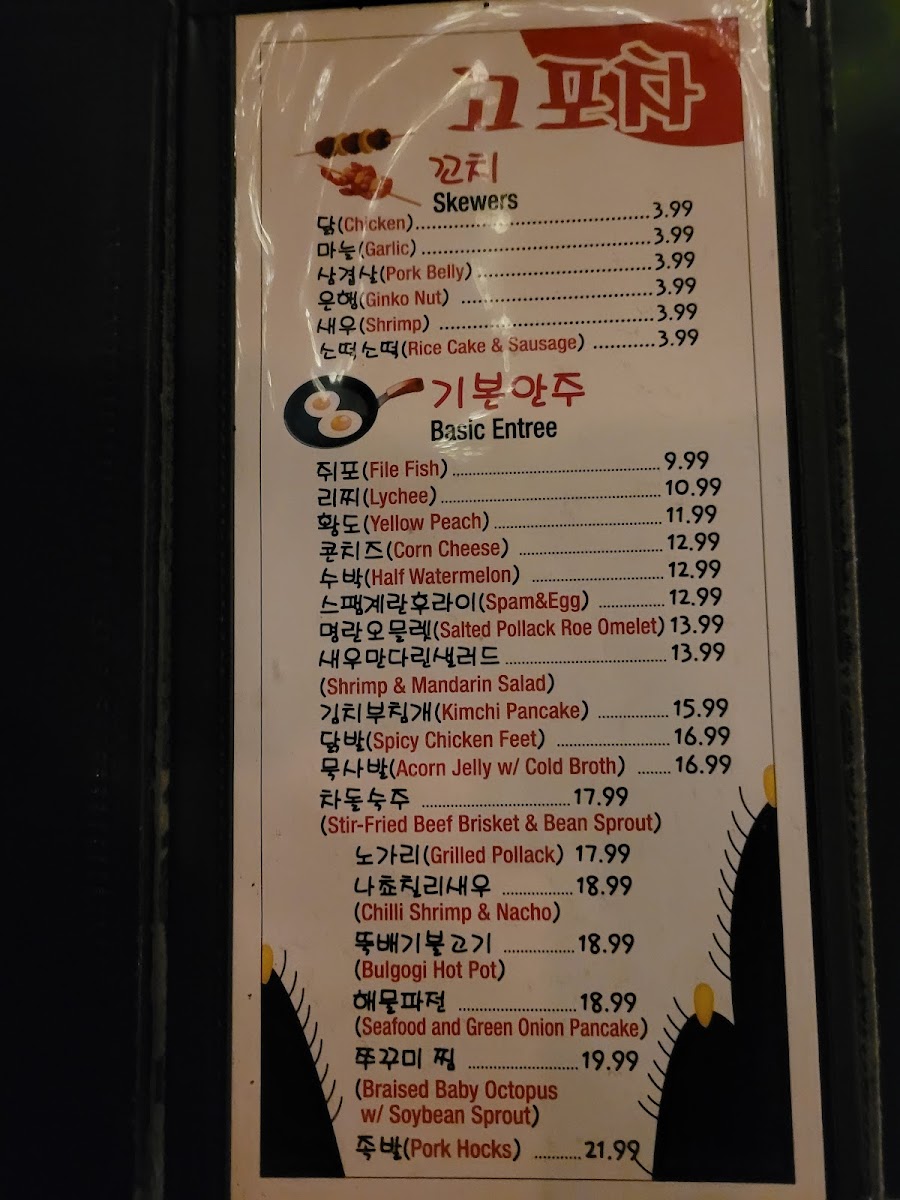 고포차
꼬치
Skewers
닭(Chicken)..........3.99
마늘(Garlic)..........3.99
삼겹살(Pork Belly)..........3.99
은행(Ginko Nut)..........3.99
새우(Shrimp)..........3.99
소떡소떡(Rice Cake & Sausage)..........3.99
기본안주
Basic Entree
쥐포(File Fish)..........9.99
리찌(Lychee)..........10.99
황도(Yellow Peach)..........11.99
콘치즈(Corn Cheese)..........12.99
수박(Half Watermelon)..........12.99
스팸계란후라이(Spam&Egg)..........12.99
명란오믈렛(Salted Pollack Roe Omelet) 13.99
새우만다린샐러드..........13.99
(Shrimp & Mandarin Salad)
김치부침개(Kimchi Pancake)..........15.99
닭발(Spicy Chicken Feet)..........16.99
묵사발(Acorn Jelly w/ Cold Broth)........16.99
차돌숙주..........17.99
(Stir-Fried Beef Brisket & Bean Sprout)
노가리(Grilled Pollack) 17.99
나쵸칠리새우..........18.99
(Chilli Shrimp & Nacho)
뚝배기불고기..........18.99
(Bulgogi Hot Pot)
해물파전..........18.99
(Seafood and Green Onion Pancake)
쭈꾸미 찜..........19.99
(Braised Baby Octopus
w/ Soybean Sprout)
족발(Pork Hocks)..........21.99